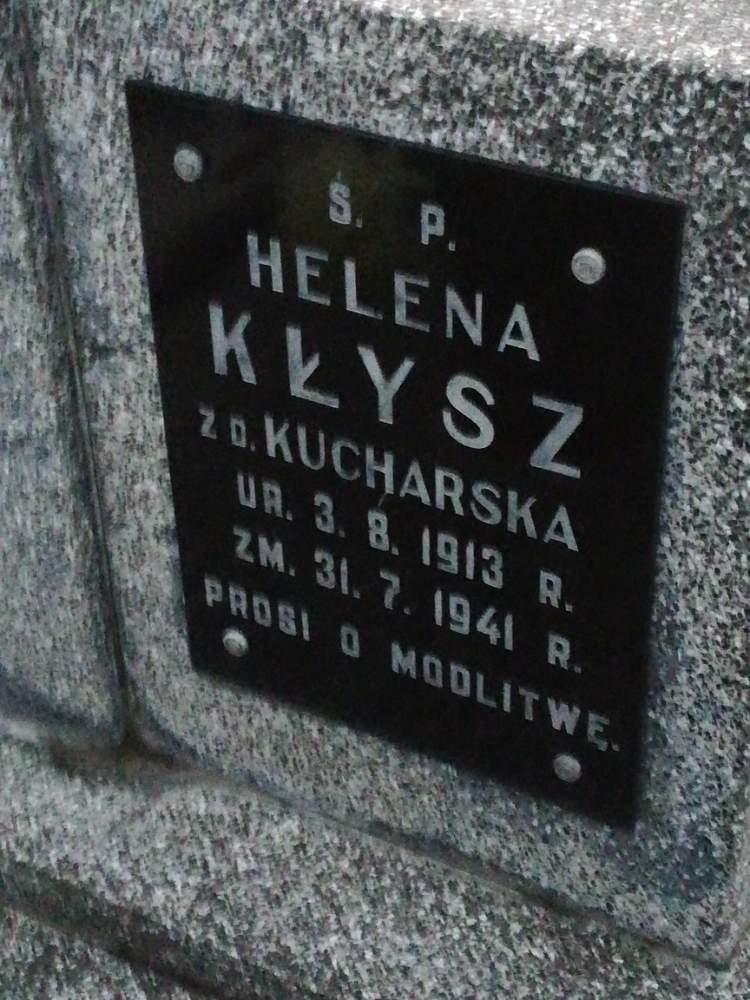 Ś. P.
HELENA
KŁYSZ
Z D. KUCHARSKA
UR. 3. 8. 1913 R.
ZM. 31. 7. 1941 R.
PROSI O MODLITWĘ.